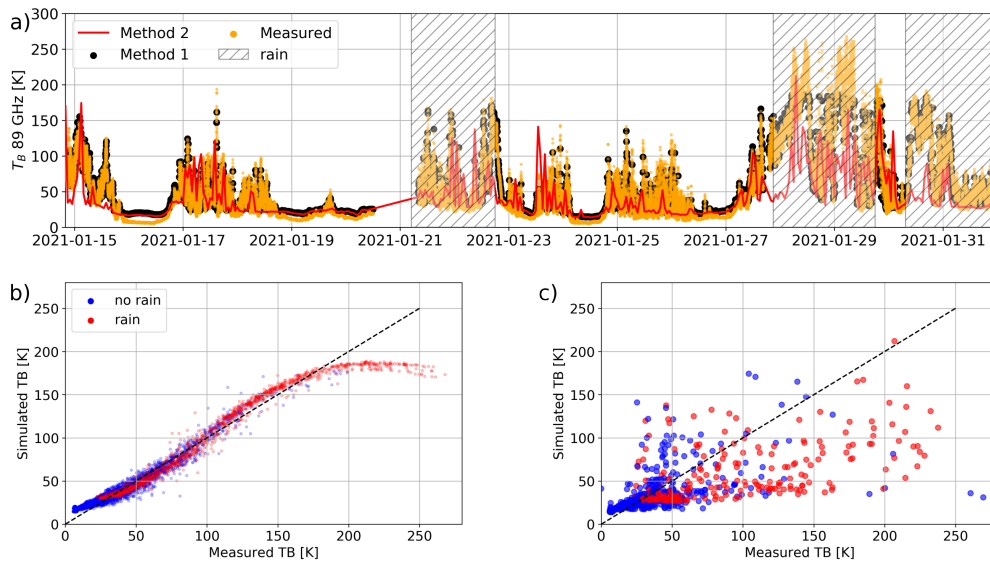 a)
300
250
200
150
100
50
0
T_B 89 GHz [K]
Method 2
Method 1
Measured
rain
2021-01-15 2021-01-17 2021-01-19 2021-01-21 2021-01-23 2021-01-25 2021-01-27 2021-01-29 2021-01-31
b)
no rain
rain
250
200
150
100
50
0
Simulated TB [K]
0 50 100 150 200 250
Measured TB [K]
c)
250
200
150
100
50
0
Simulated TB [K]
0 50 100 150 200 250
Measured TB [K]